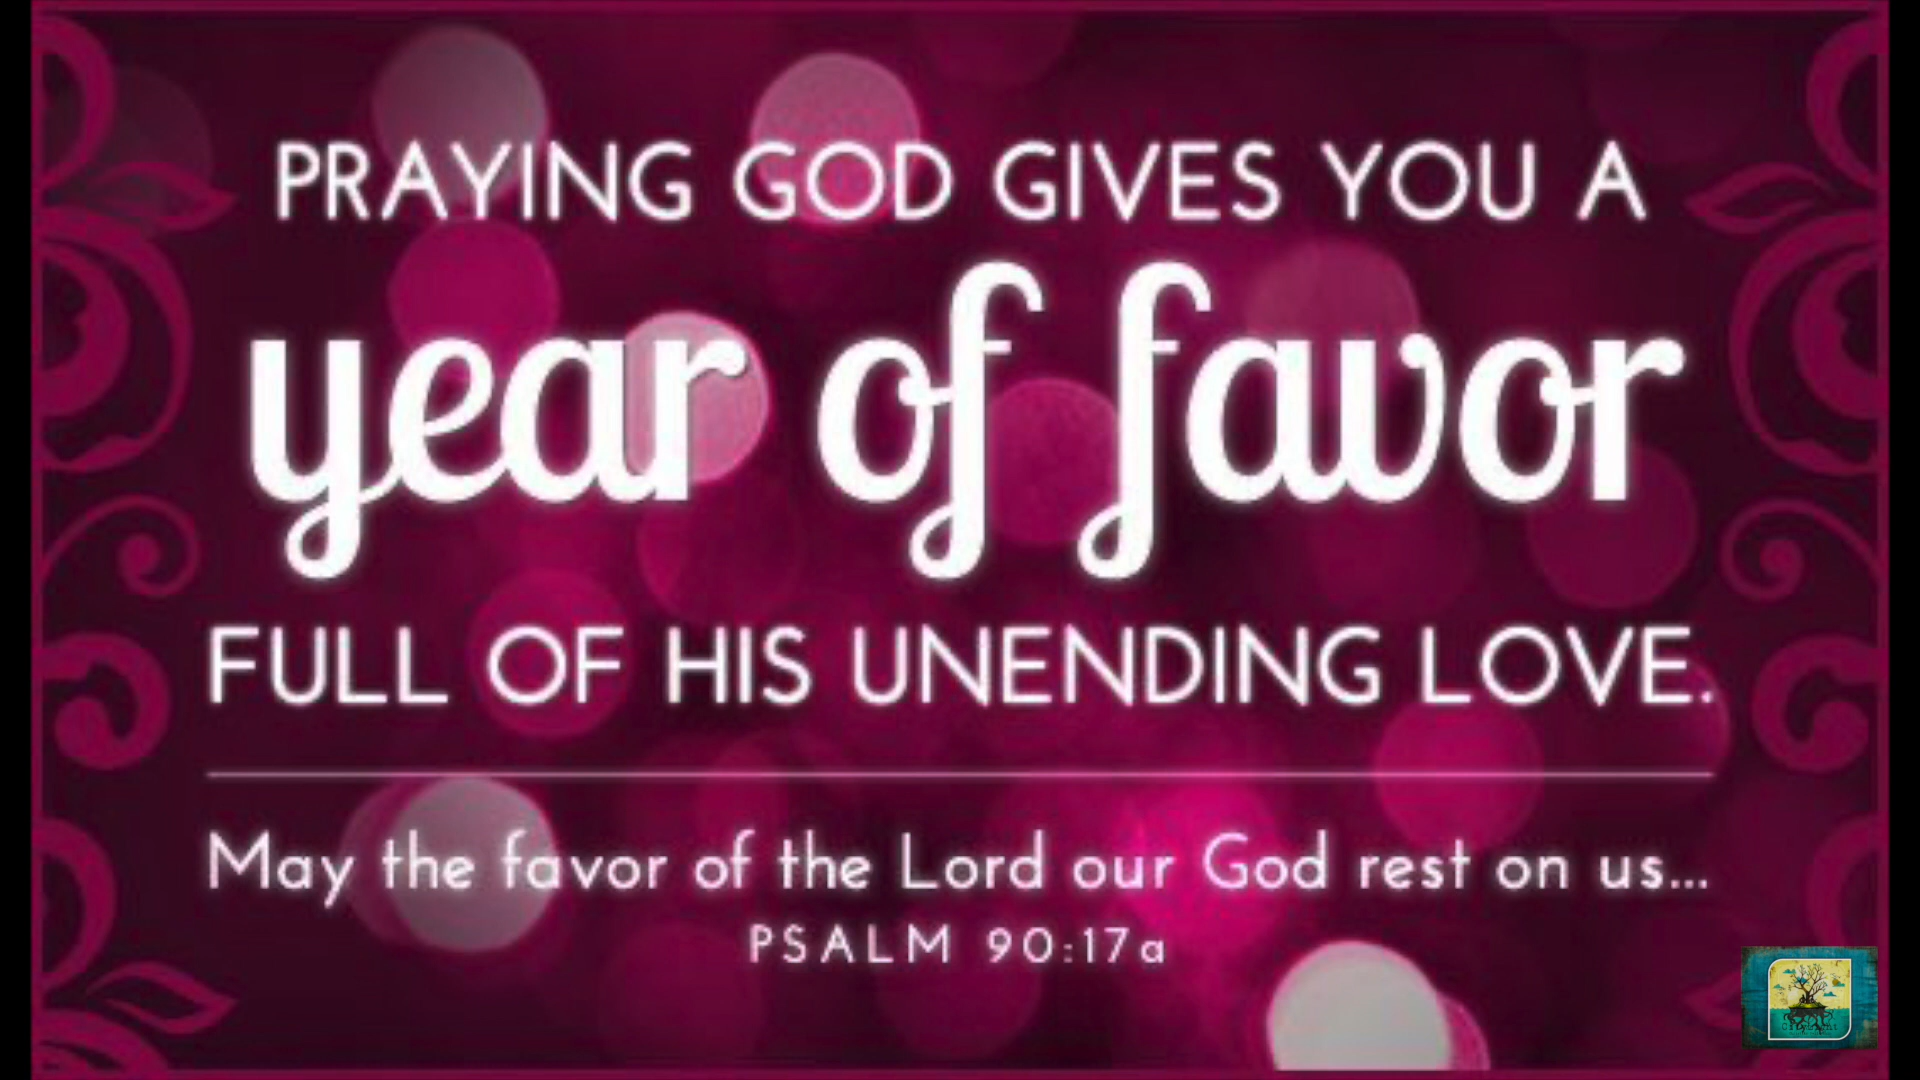 PRAYING GOD GIVES YOU A
year of favor
FULL OF HIS UNENDING LOVE.
May the favor of the Lord our God rest on us...
PSALM 90:17a